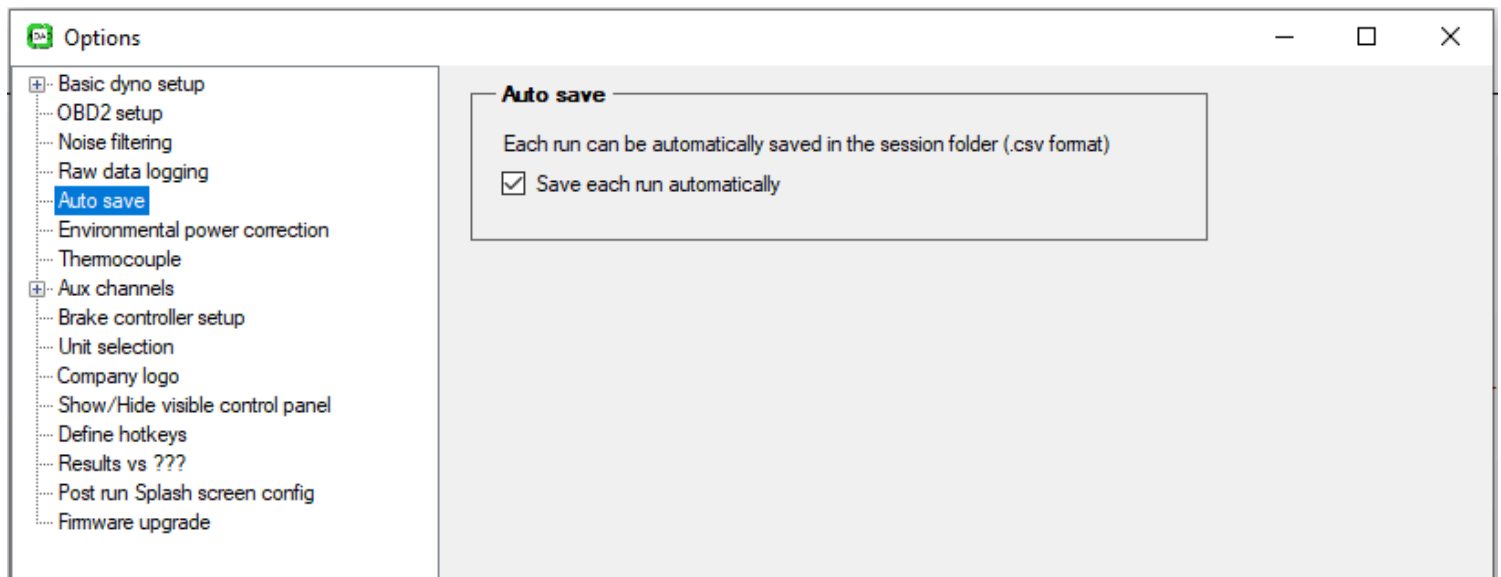 Options
Basic dyno setup
OBD2 setup
Noise filtering
Raw data logging
Auto save
Environmental power correction
Thermocouple
Aux channels
Brake controller setup
Unit selection
Company logo
Show/Hide visible control panel
Define hotkeys
Results vs ???
Post run Splash screen config
Firmware upgrade
Auto save
Each run can be automatically saved in the session folder (.csv format)
Save each run automatically